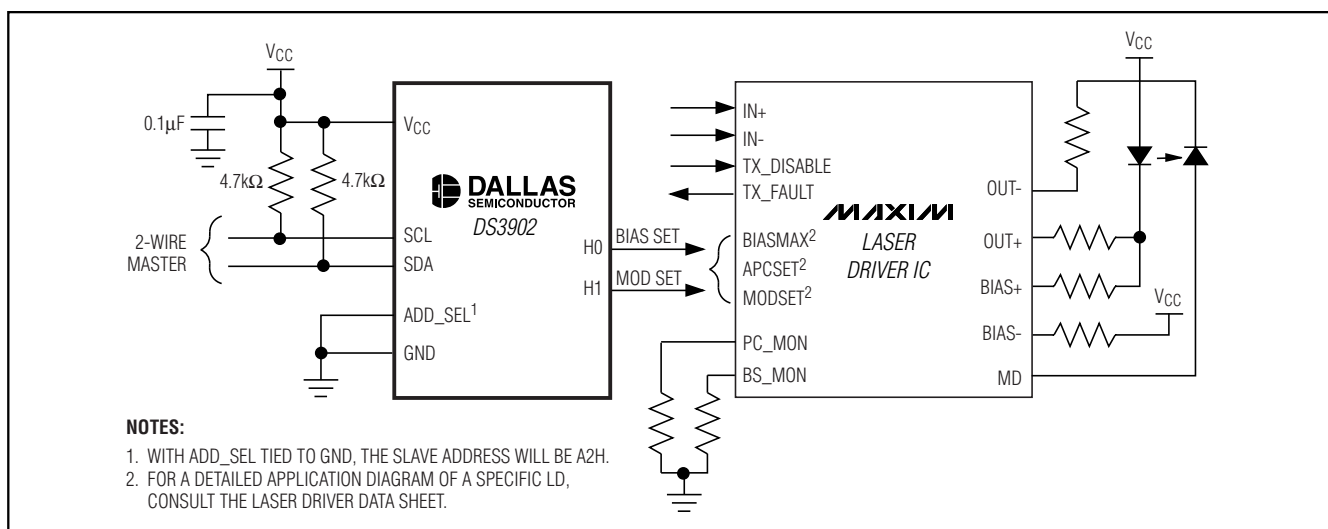 VCC
0.1µF
4.7kΩ
4.7kΩ
2-WIRE
MASTER
VCC
SCL
SDA
ADD_SEL1
GND
DALLAS
SEMICONDUCTOR
DS3902
H0
H1
BIAS SET
MOD SET
IN+
IN-
TX_DISABLE
TX_FAULT
BIASMAX2
APCSET2
MODSET2
PC_MON
BS_MON
MAXIM
LASER
DRIVER IC
OUT-
OUT+
BIAS+
BIAS-
MD
VCC
VCC
NOTES:
1. WITH ADD_SEL TIED TO GND, THE SLAVE ADDRESS WILL BE A2H.
2. FOR A DETAILED APPLICATION DIAGRAM OF A SPECIFIC LD,
CONSULT THE LASER DRIVER DATA SHEET.